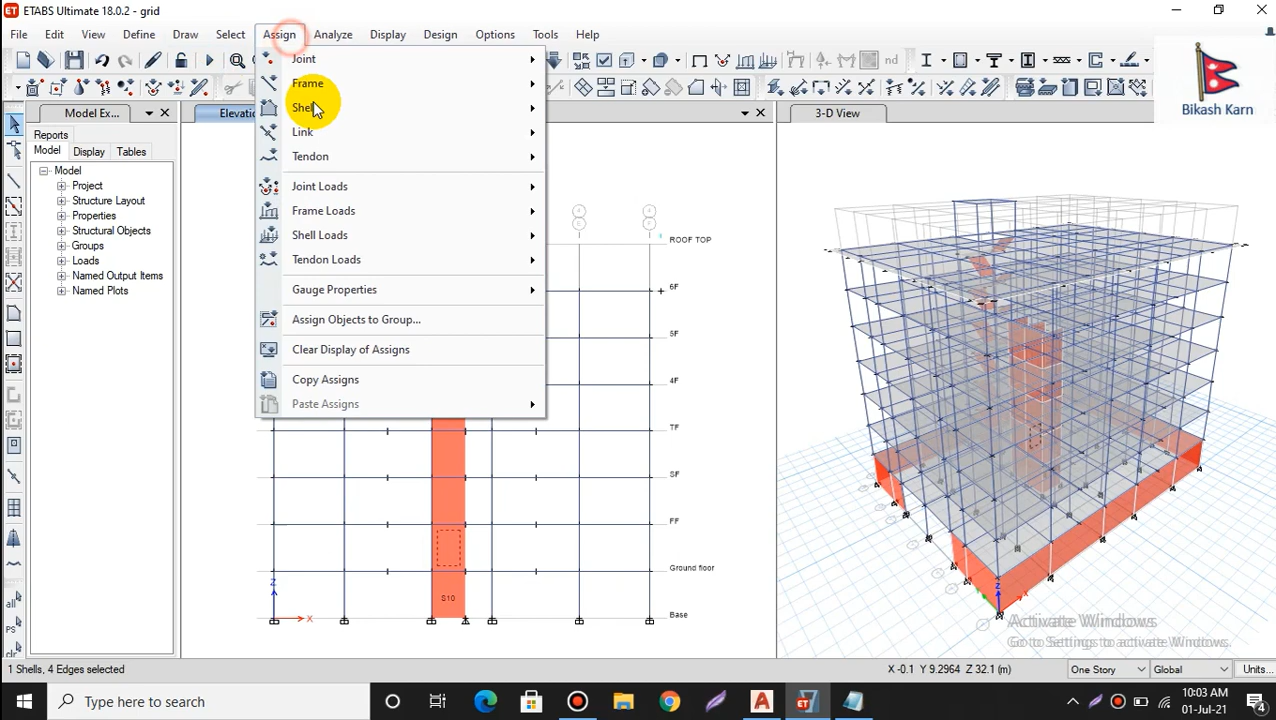 ETABS Ultimate 18.0.2 - grid
File Edit View Define Draw Select Assign Analyze Display Design Options Tools Help
nd
Bikash Karn
Model Ex...
Elevatio
3-D View
Reports
Model Display Tables
Model
Project
Structure Layout
Properties
Structural Objects
Groups
Loads
Named Output Items
Named Plots
Joint
Frame
Shell
Link
Tendon
Joint Loads
Frame Loads
Shell Loads
Tendon Loads
Gauge Properties
Assign Objects to Group...
Clear Display of Assigns
Copy Assigns
Paste Assigns
ROOF TOP
6F
5F
4F
TF
SF
FF
Ground floor
S10
Base
Z
X
Z
X
all
PS
Activate Windows
Go to Settings to activate Windows.
1 Shells, 4 Edges selected
X -0.1 Y 9.2964 Z 32.1 (m)
One Story
Global
Units...
Type here to search
10:03 AM
01-Jul-21
4